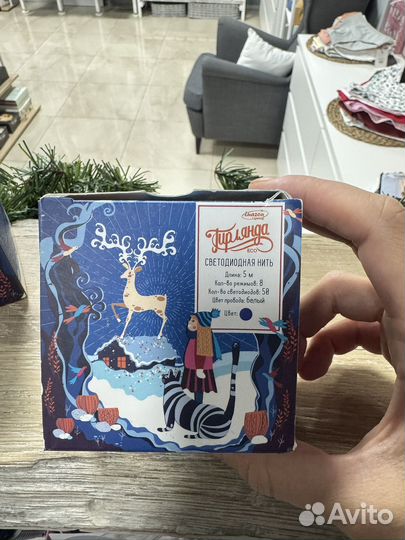 Гирлянда
ECO
СВЕТОДИОДНАЯ НИТЬ
Длина: 5 м
Кол-во режимов: 8
Кол-во светодиодов: 50
Цвет провода: белый
Цвет:
Avito